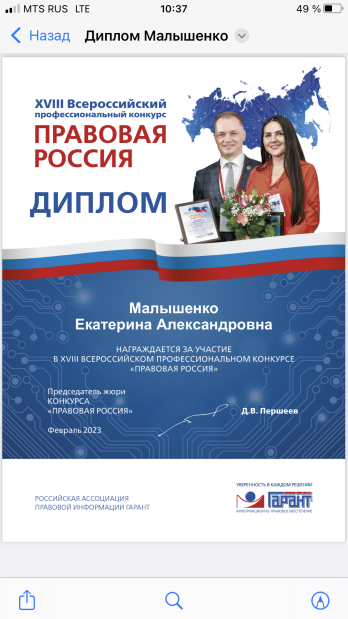 MTS RUS LTE 10:37 49 %
Назад Диплом Малышенко
XVIII Всероссийский
профессиональный конкурс
ПРАВОВАЯ
РОССИЯ
ДИПЛОМ
Малышенко
Екатерина Александровна
НАГРАЖДАЕТСЯ ЗА УЧАСТИЕ
В XVIII ВСЕРОССИЙСКОМ ПРОФЕССИОНАЛЬНОМ КОНКУРСЕ
«ПРАВОВАЯ РОССИЯ»
Председатель жюри
КОНКУРСА
«ПРАВОВАЯ РОССИЯ»
Д.В. Першеев
Февраль 2023
РОССИЙСКАЯ АССОЦИАЦИЯ
ПРАВОВОЙ ИНФОРМАЦИИ ГАРАНТ
УВЕРЕННОСТЬ В КАЖДОМ РЕШЕНИИ
ГАРАНТ
ИНФОРМАЦИОННО-ПРАВОВОЕ ОБЕСПЕЧЕНИЕ